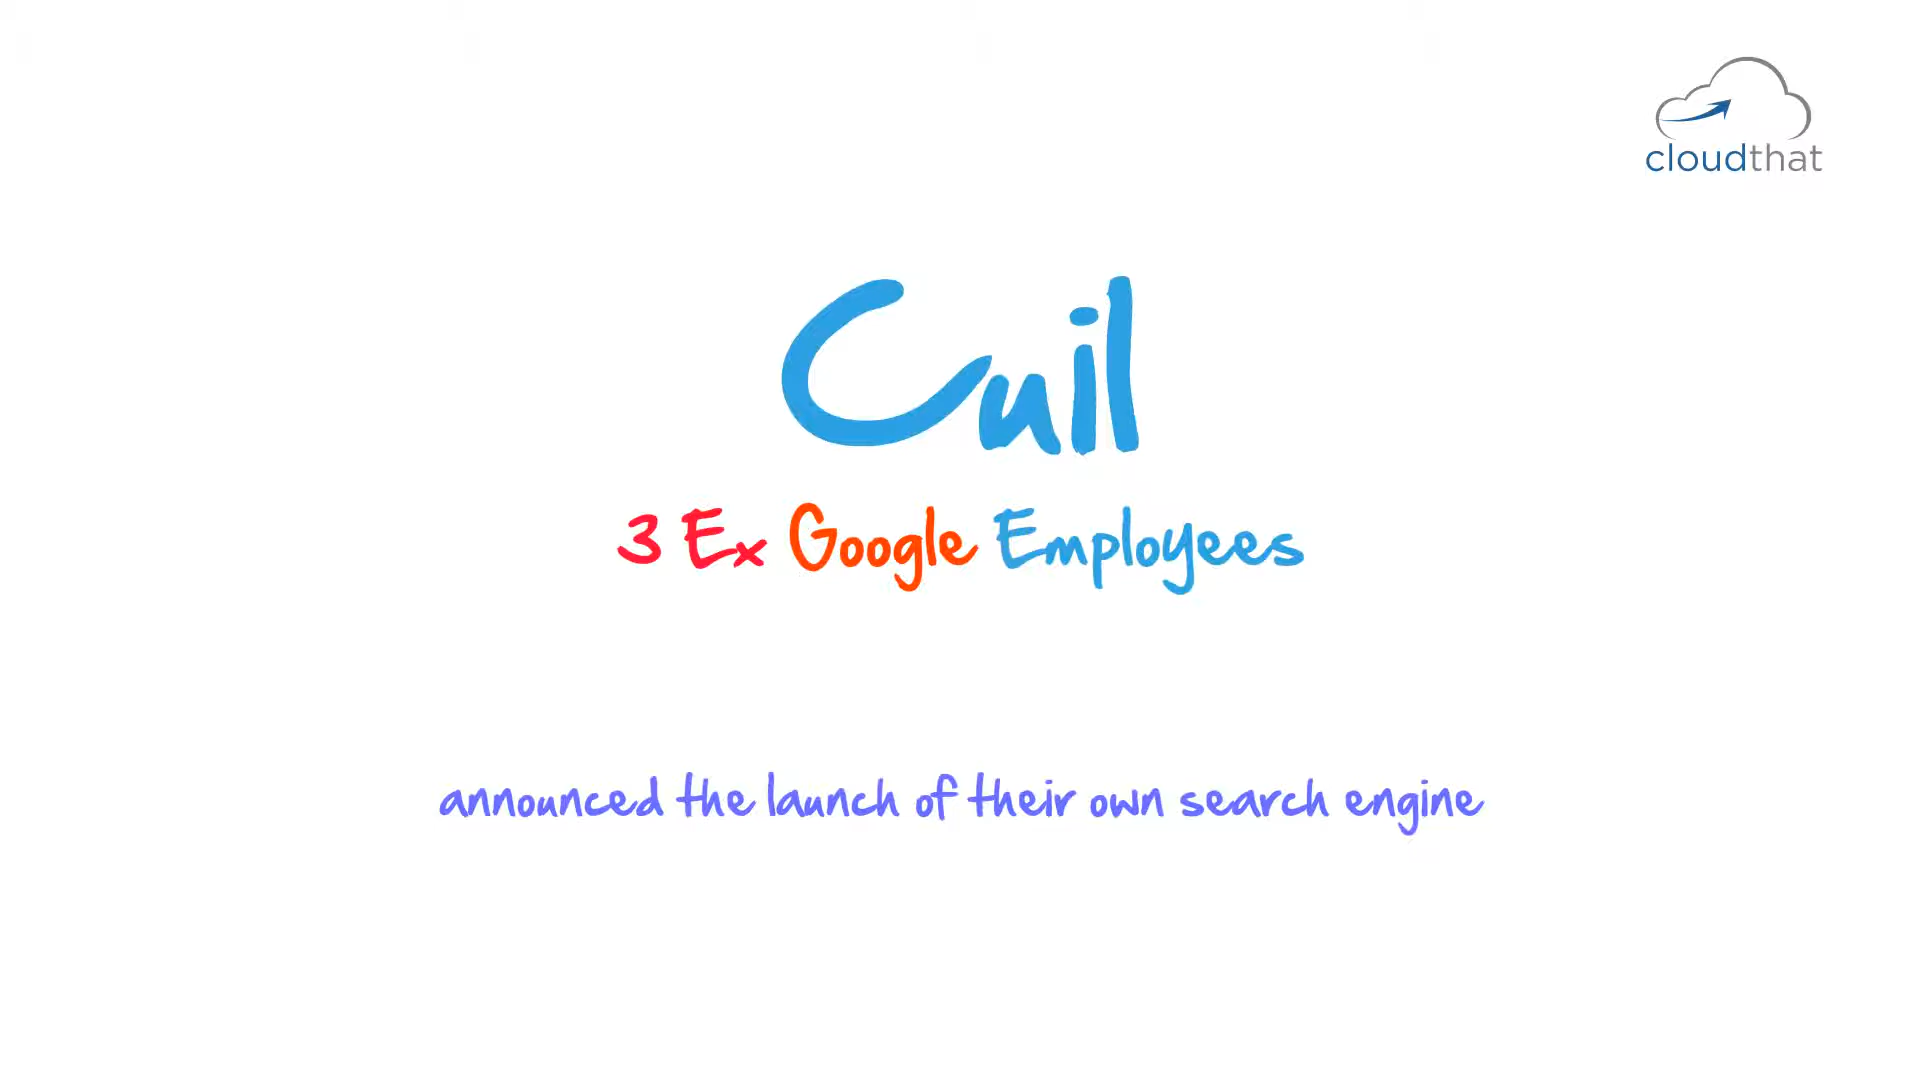 cloudthat
Cuil
3 Ex Google Employees
announced the launch of their own search engine